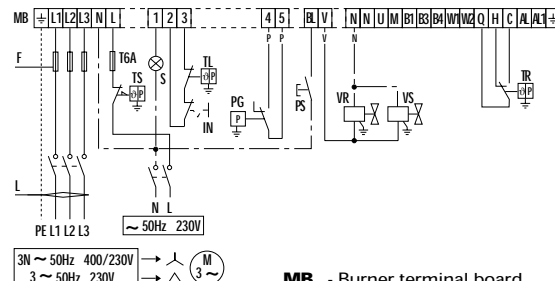 MB L1 L2 L3 N L 1 2 3 4 5 BL V N N U M B1 B3 B4 W1 W2 Q H C AL AL1
P P V N
F T6A TL
TS S TR
ϑ P ϑ P ϑ P
PG PS VR VS
P IN
L
N L
PE L1 L2 L3 ~ 50Hz 230V
3N ~ 50Hz 400/230V M
3 ~ 50Hz 230V 3 ~
MB - Burner terminal board